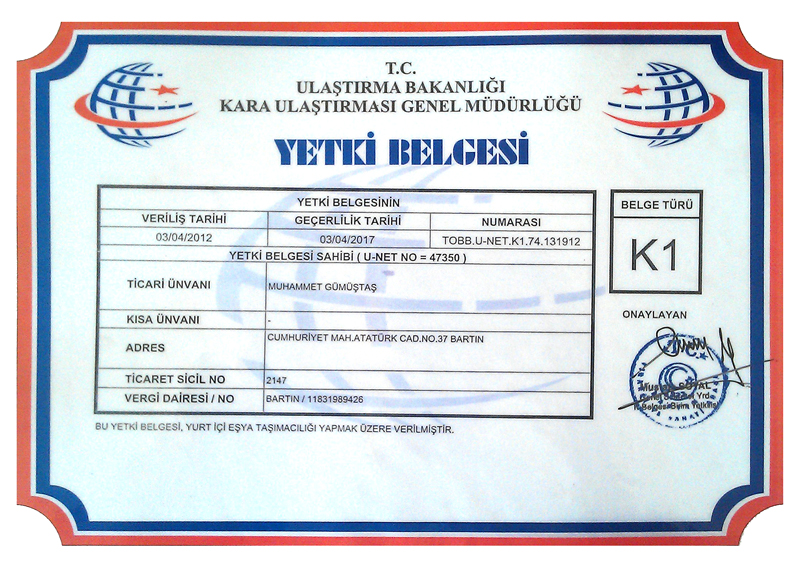 T.C.
ULAŞTIRMA BAKANLIĞI
KARA ULAŞTIRMASI GENEL MÜDÜRLÜĞÜ
YETKİ BELGESİ
YETKİ BELGESİNİN
VERİLİŞ TARİHİ GEÇERLİLİK TARİHİ NUMARASI
03/04/2012 03/04/2017 TOBB.U-NET.K1.74.131912
YETKİ BELGESİ SAHİBİ ( U-NET NO = 47350 )
TİCARİ ÜNVANI MUHAMMET GÜMÜŞTAŞ
KISA ÜNVANI -
ADRES CUMHURİYET MAH.ATATÜRK CAD.NO.37 BARTIN
TİCARET SİCİL NO 2147
VERGİ DAİRESİ / NO BARTIN / 11831989426
BU YETKİ BELGESİ, YURT İÇİ EŞYA TAŞIMACILIĞI YAPMAK ÜZERE VERİLMİŞTİR.
BELGE TÜRÜ
K1
ONAYLAYAN
SOYAL
Yrd.